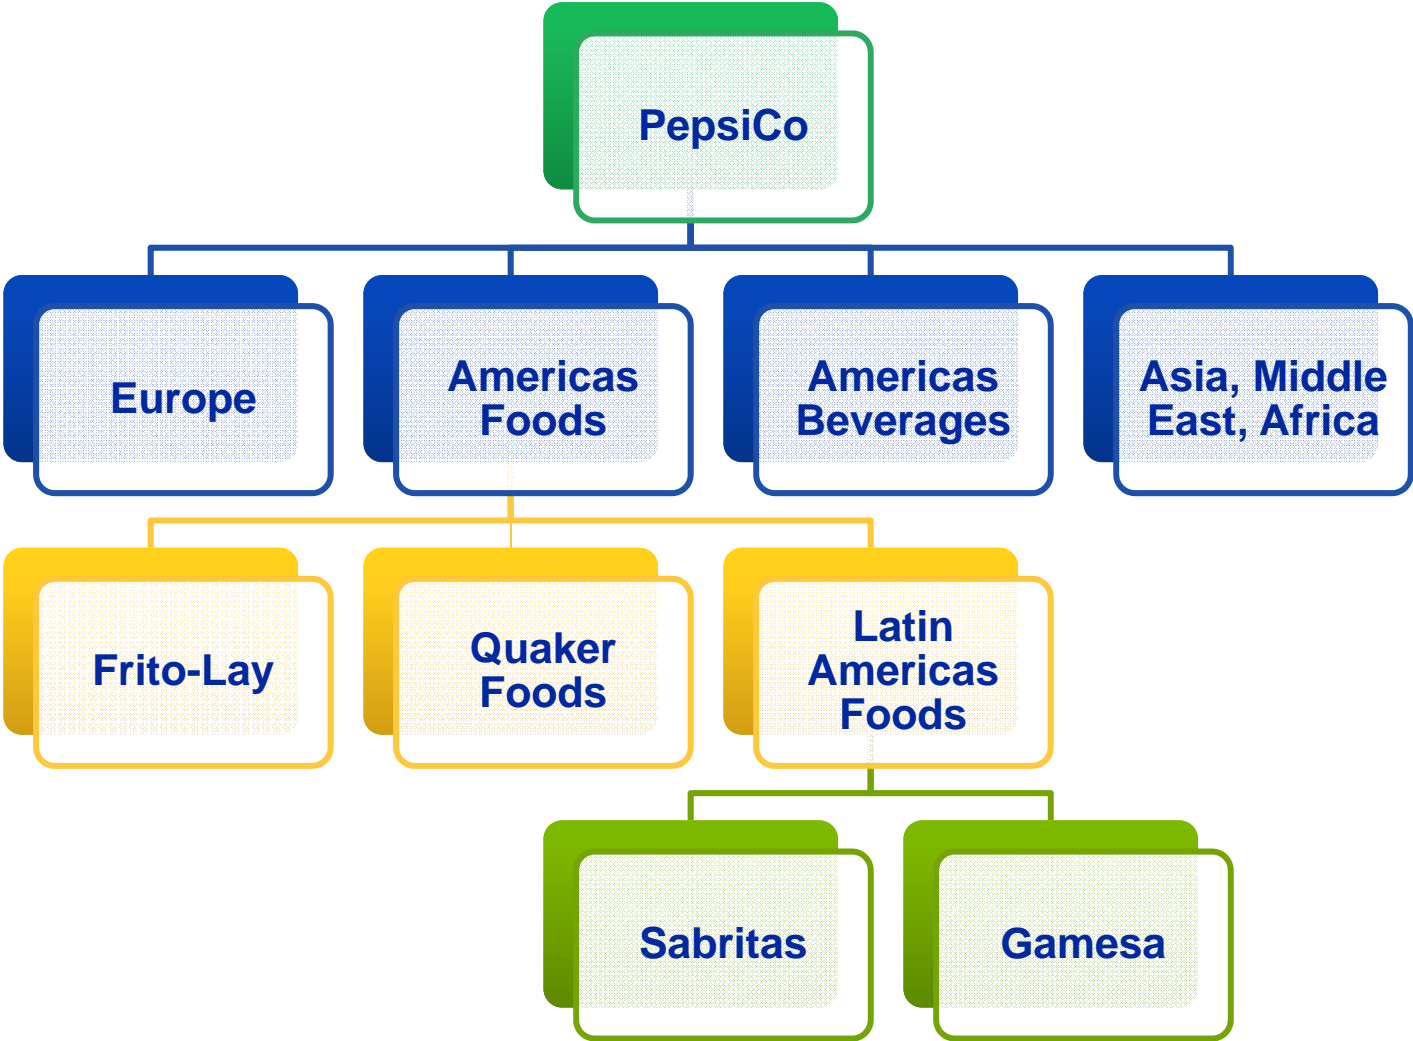 PepsiCo
Europe
Americas
Foods
Americas
Beverages
Asia, Middle
East, Africa
Frito-Lay
Quaker
Foods
Latin
Americas
Foods
Sabritas
Gamesa